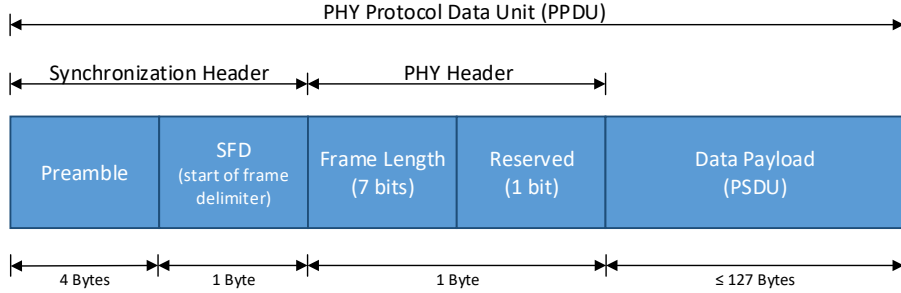 PHY Protocol Data Unit (PPDU)
Synchronization Header
PHY Header
Preamble
SFD
(start of frame
delimiter)
Frame Length
(7 bits)
Reserved
(1 bit)
Data Payload
(PSDU)
4 Bytes
1 Byte
1 Byte
≤ 127 Bytes